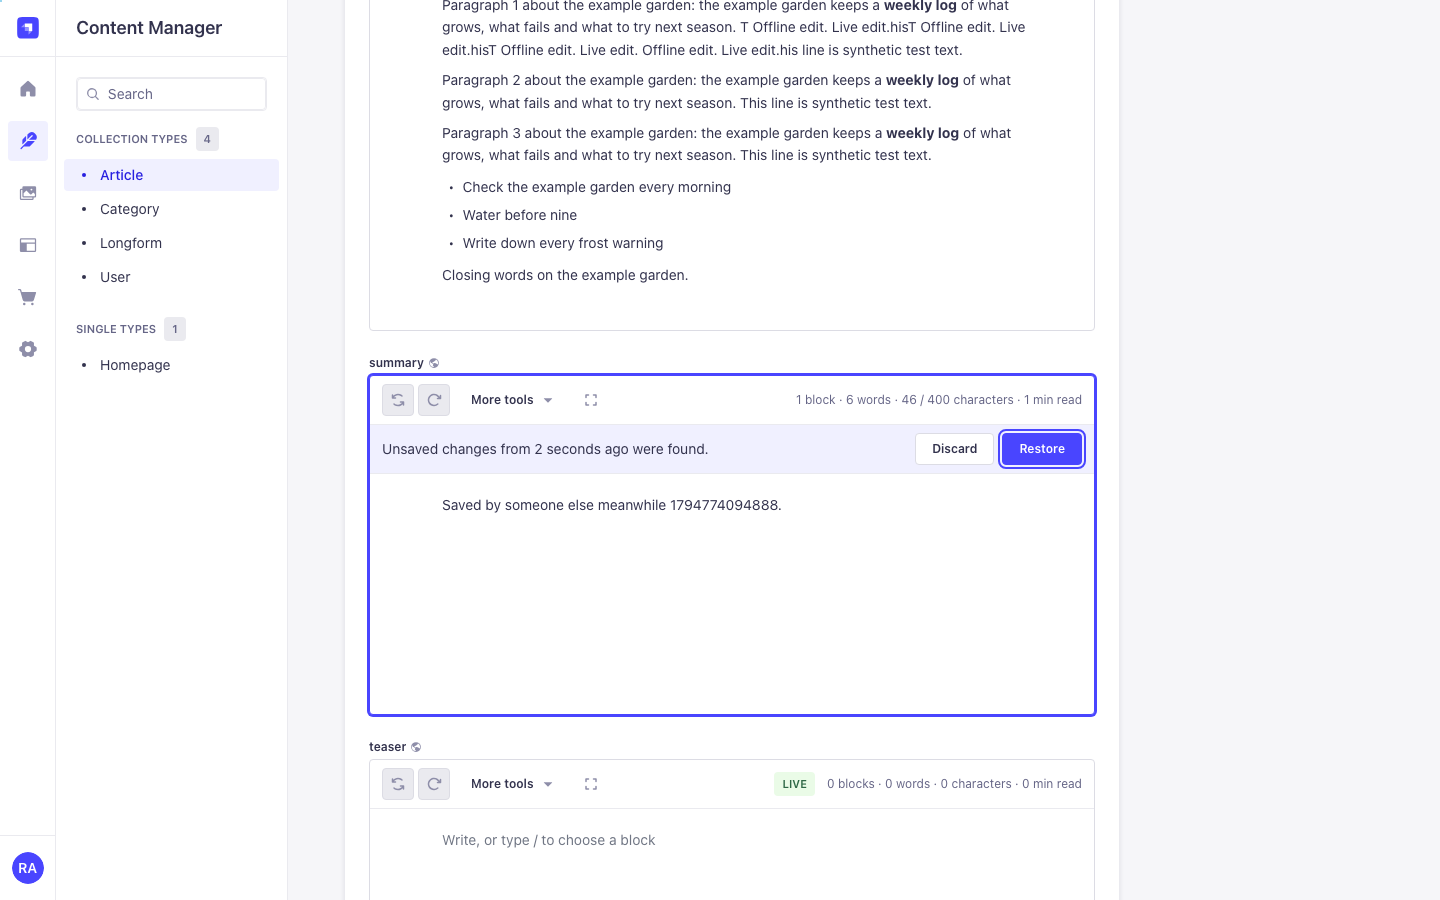 Content Manager
Search
COLLECTION TYPES 4
Article
Category
Longform
User
SINGLE TYPES 1
Homepage
RA
Paragraph 1 about the example garden: the example garden keeps a weekly log of what
grows, what fails and what to try next season. T Offline edit. Live edit.hisT Offline edit. Live
edit.hisT Offline edit. Live edit. Offline edit. Live edit.his line is synthetic test text.
Paragraph 2 about the example garden: the example garden keeps a weekly log of what
grows, what fails and what to try next season. This line is synthetic test text.
Paragraph 3 about the example garden: the example garden keeps a weekly log of what
grows, what fails and what to try next season. This line is synthetic test text.
• Check the example garden every morning
• Water before nine
• Write down every frost warning
Closing words on the example garden.
summary
More tools 1 block · 6 words · 46 / 400 characters · 1 min read
Unsaved changes from 2 seconds ago were found. Discard Restore
Saved by someone else meanwhile 1794774094888.
teaser
More tools LIVE 0 blocks · 0 words · 0 characters · 0 min read
Write, or type / to choose a block